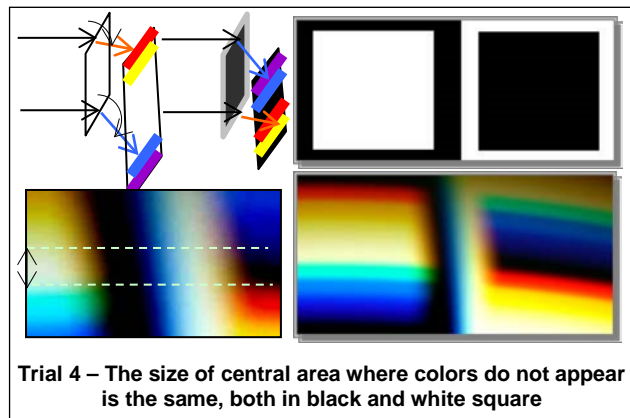 Trial 4 – The size of central area where colors do not appear
is the same, both in black and white square